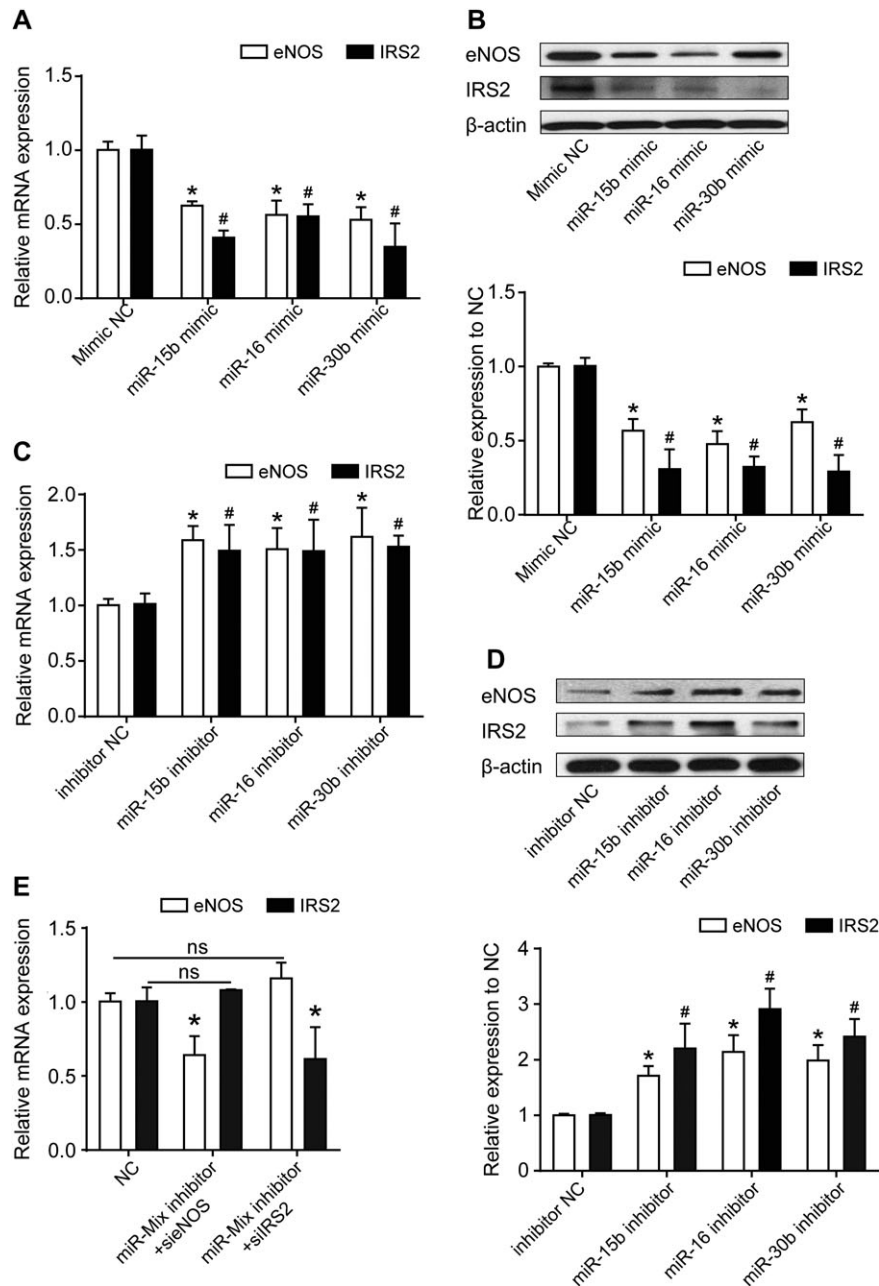 A
eNOS IRS2
Relative mRNA expression
1.5
1.0
0.5
0.0
* # * # * #
Mimic NC
miR-15b mimic
miR-16 mimic
miR-30b mimic
B
eNOS
IRS2
β-actin
Mimic NC
miR-15b mimic
miR-16 mimic
miR-30b mimic
eNOS IRS2
Relative expression to NC
1.5
1.0
0.5
0.0
* # * # * #
Mimic NC
miR-15b mimic
miR-16 mimic
miR-30b mimic
C
eNOS IRS2
Relative mRNA expression
2.0
1.5
1.0
0.5
0.0
* # * # * #
inhibitor NC
miR-15b inhibitor
miR-16 inhibitor
miR-30b inhibitor
D
eNOS
IRS2
β-actin
inhibitor NC
miR-15b inhibitor
miR-16 inhibitor
miR-30b inhibitor
eNOS IRS2
Relative expression to NC
4
3
2
1
0
* # * # * #
inhibitor NC
miR-15b inhibitor
miR-16 inhibitor
miR-30b inhibitor
E
eNOS IRS2
Relative mRNA expression
1.5
1.0
0.5
0.0
ns
ns
* *
NC
miR-Mix inhibitor
+sieNOS
miR-Mix inhibitor
+siIRS2